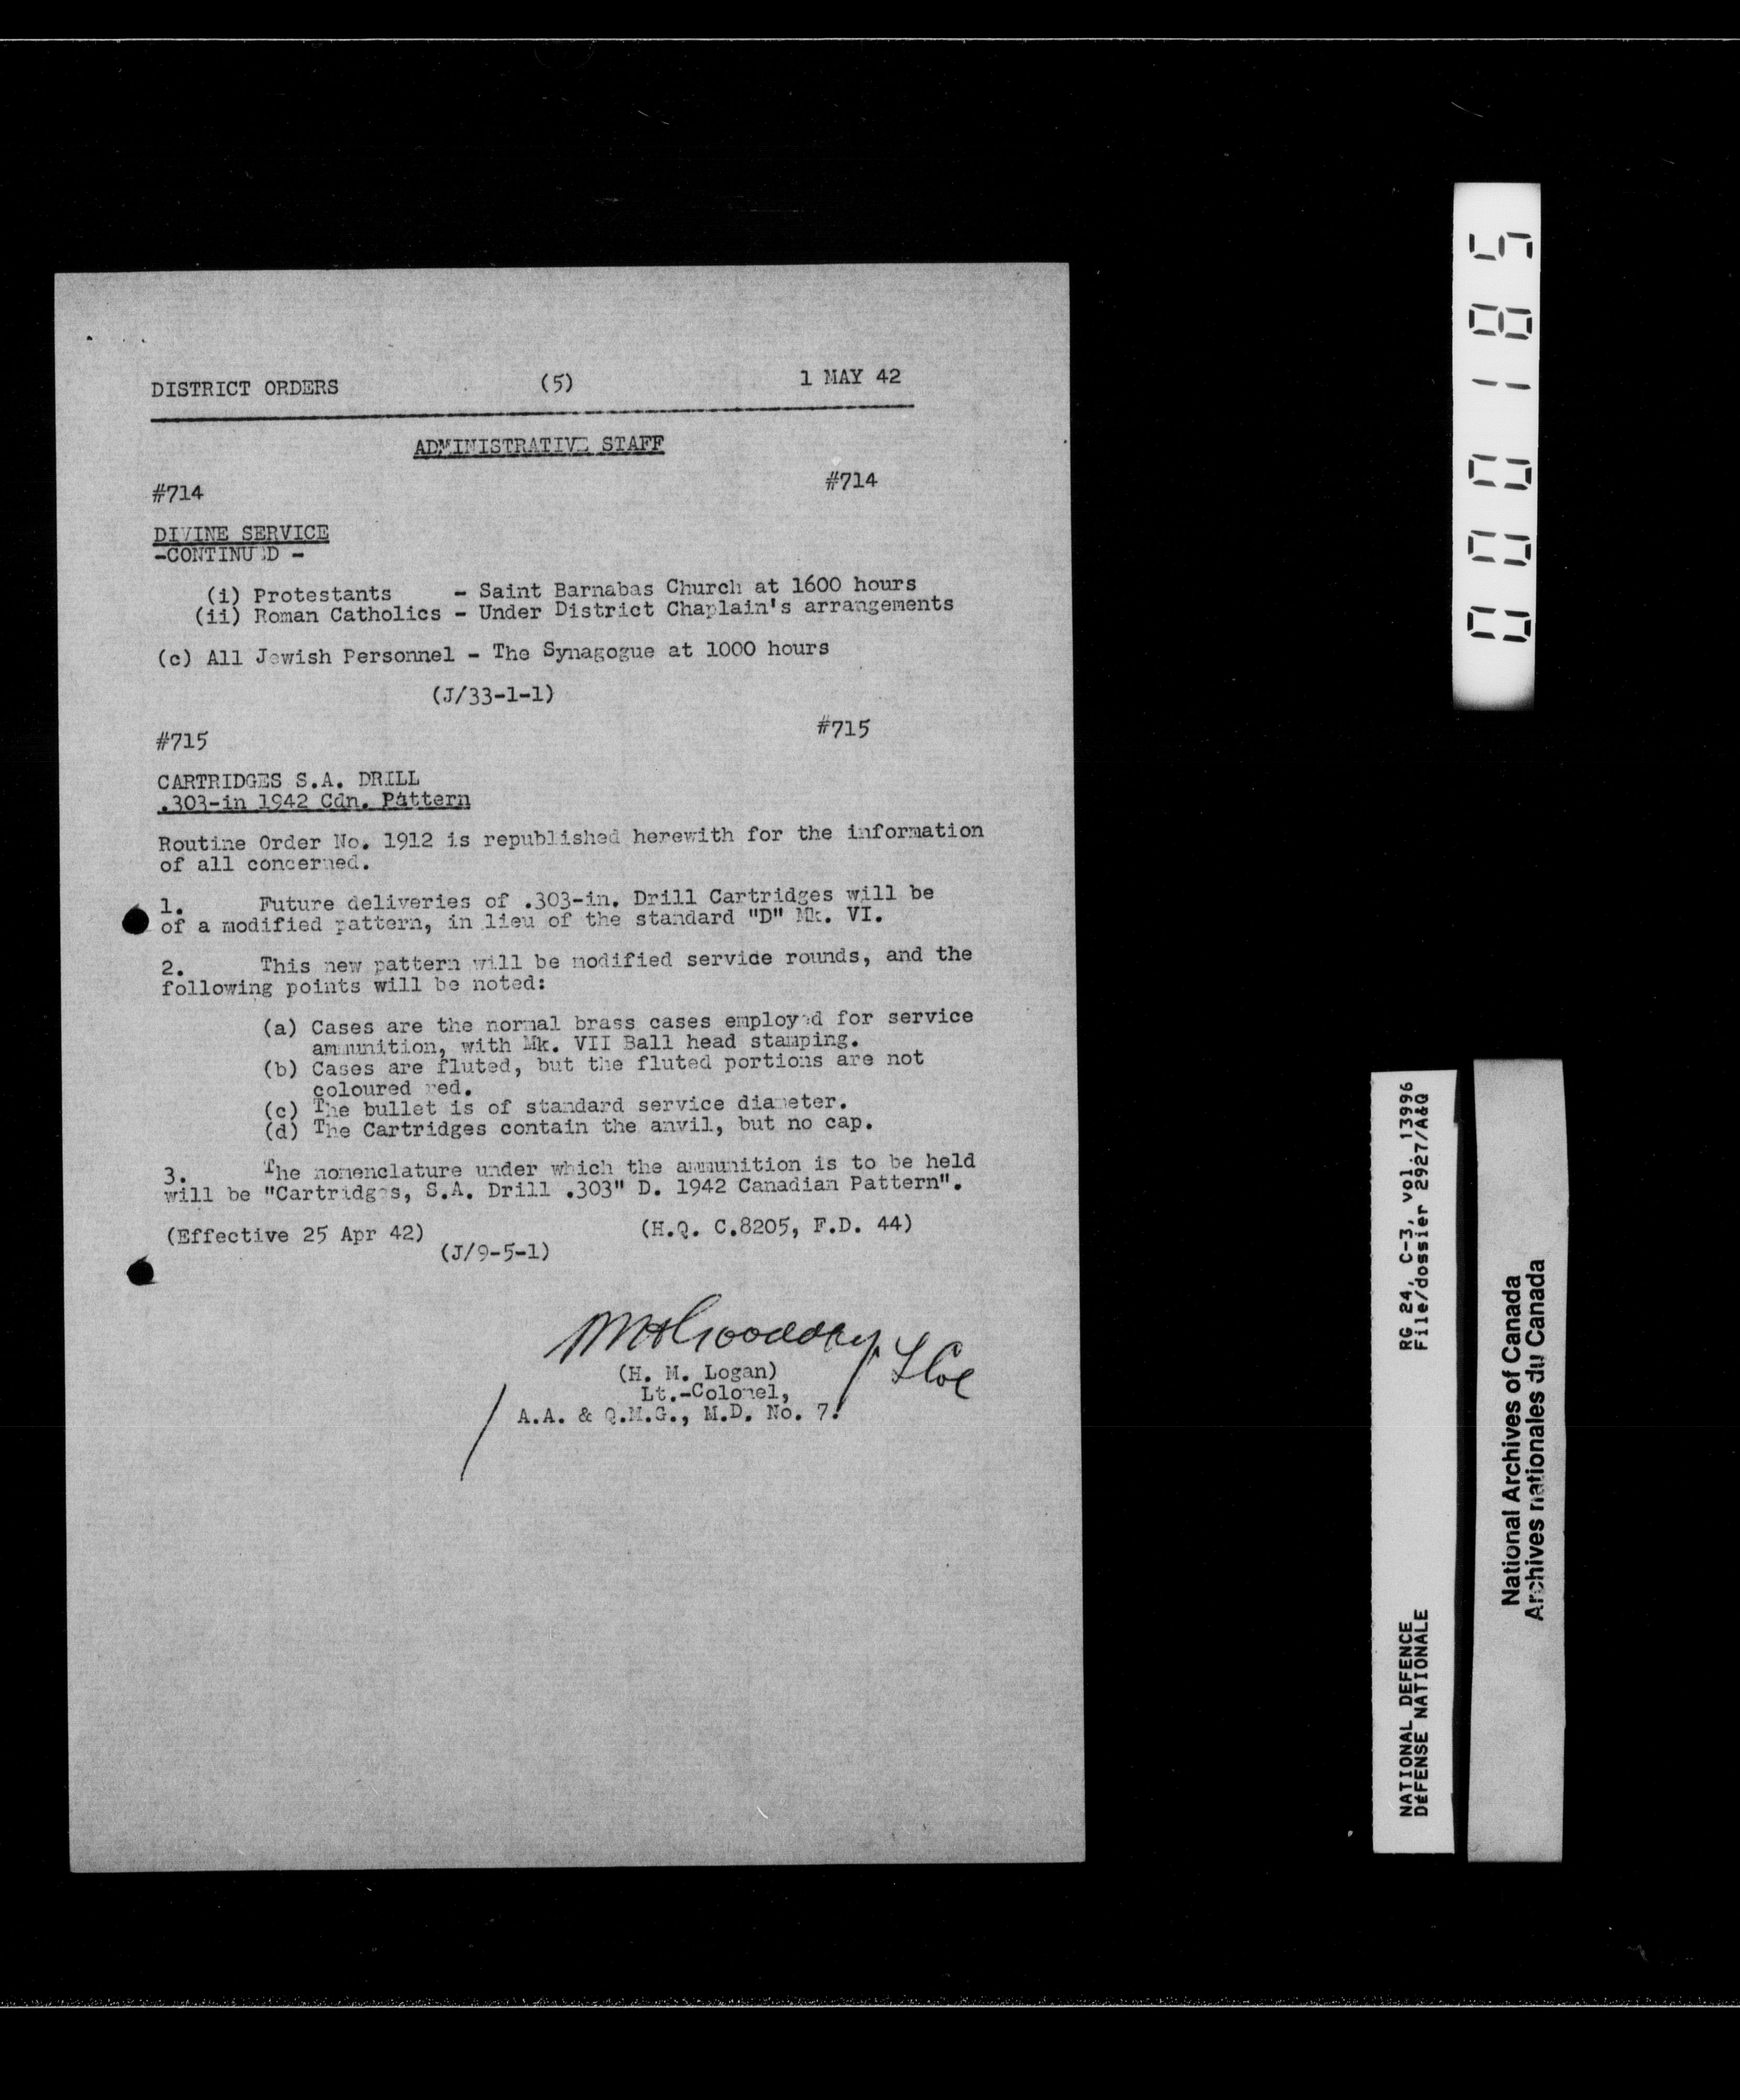 DISTRICT ORDERS (5) 1 MAY 42
ADMINISTRATIVE STAFF
#714 #714
DIVINE SERVICE
-CONTINUED -
(i) Protestants - Saint Barnabas Church at 1600 hours
(ii) Roman Catholics - Under District Chaplain's arrangements
(c) All Jewish Personnel - The Synagogue at 1000 hours
(J/33-1-1)
#715 #715
CARTRIDGES S.A. DRILL
.303-in 1942 Cdn. Pattern
Routine Order No. 1912 is republished herewith for the information
of all concerned.
1. Future deliveries of .303-in. Drill Cartridges will be
of a modified pattern, in lieu of the standard "D" Mk. VI.
2. This new pattern will be modified service rounds, and the
following points will be noted:
(a) Cases are the normal brass cases employed for service
ammunition, with Mk. VII Ball head stamping.
(b) Cases are fluted, but the fluted portions are not
coloured red.
(c) The bullet is of standard service diameter.
(d) The Cartridges contain the anvil, but no cap.
3. The nomenclature under which the ammunition is to be held
will be "Cartridges, S.A. Drill .303" D. 1942 Canadian Pattern".
(Effective 25 Apr 42) (H.Q. C.8205, F.D. 44)
(J/9-5-1)
(H. M. Logan)
Lt.-Colonel,
A.A. & Q.M.G., M.D. No. 7.
0000185
RG 24, C-3, vol. 13996
File/dossier 2927/A&Q
NATIONAL DEFENCE
DéFENSE NATIONALE
National Archives of Canada
Archives nationales du Canada